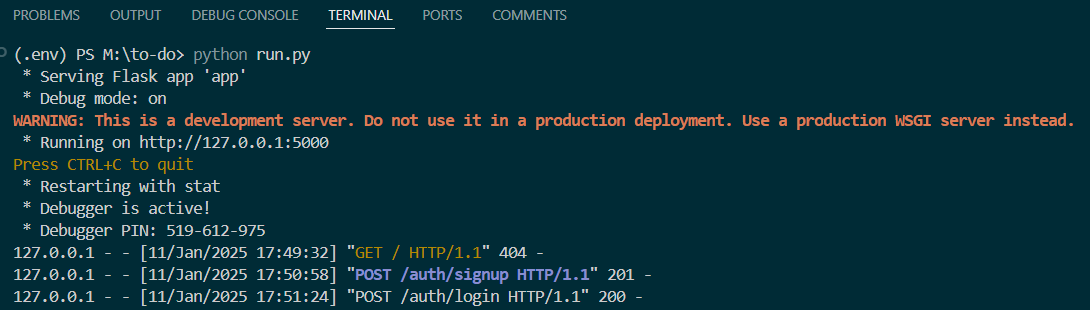 PROBLEMS OUTPUT DEBUG CONSOLE TERMINAL PORTS COMMENTS
(.env) PS M:\to-do> python run.py
* Serving Flask app 'app'
* Debug mode: on
WARNING: This is a development server. Do not use it in a production deployment. Use a production WSGI server instead.
* Running on http://127.0.0.1:5000
Press CTRL+C to quit
* Restarting with stat
* Debugger is active!
* Debugger PIN: 519-612-975
127.0.0.1 - - [11/Jan/2025 17:49:32] "GET / HTTP/1.1" 404 -
127.0.0.1 - - [11/Jan/2025 17:50:58] "POST /auth/signup HTTP/1.1" 201 -
127.0.0.1 - - [11/Jan/2025 17:51:24] "POST /auth/login HTTP/1.1" 200 -